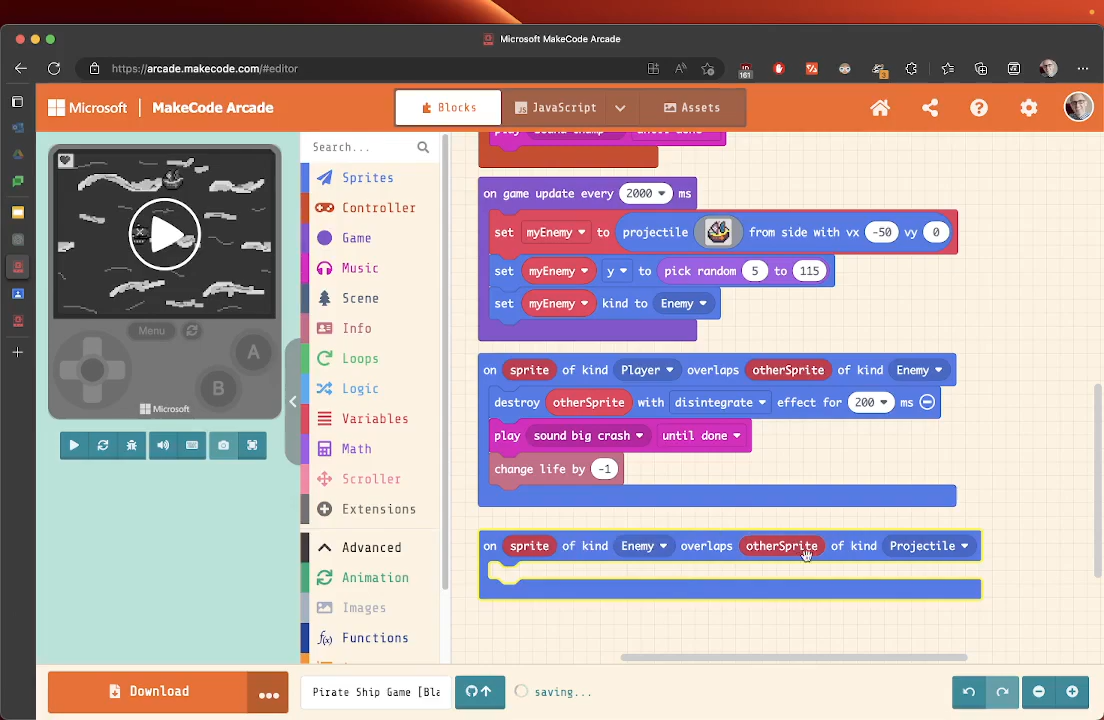 Microsoft MakeCode Arcade
https://arcade.makecode.com/#editor
161
3
Microsoft
MakeCode Arcade
Blocks
JavaScript
Assets
Search...
Sprites
Controller
Game
Music
Scene
Info
Loops
Logic
Variables
Math
Scroller
Extensions
Advanced
Animation
Images
Functions
Menu
A
B
Microsoft
on game update every 2000 ms
set myEnemy to projectile from side with vx -50 vy 0
set myEnemy y to pick random 5 to 115
set myEnemy kind to Enemy
on sprite of kind Player overlaps otherSprite of kind Enemy
destroy otherSprite with disintegrate effect for 200 ms
play sound big crash until done
change life by -1
on sprite of kind Enemy overlaps otherSprite of kind Projectile
Download
Pirate Ship Game [Bla
saving...